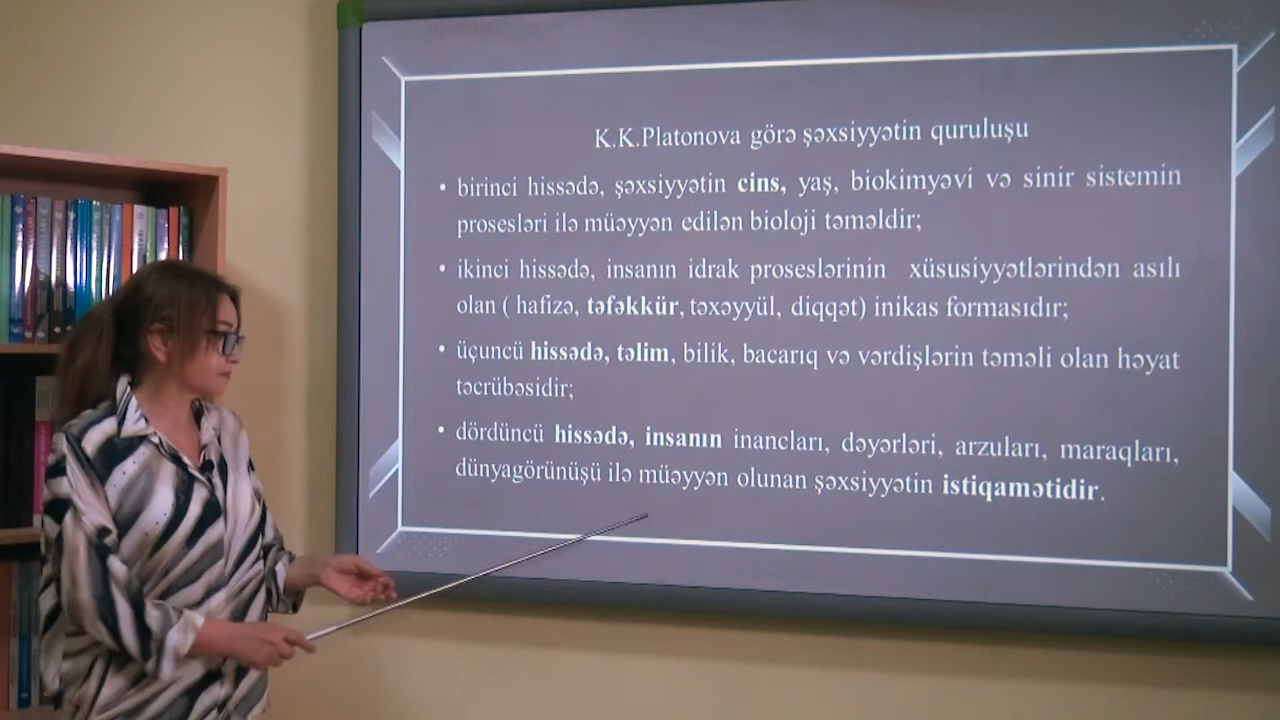 K.K.Platonova görə şəxsiyyətin quruluşu
• birinci hissədə, şəxsiyyətin cins, yaş, biokimyəvi və sinir sistemin
prosesləri ilə müəyyən edilən bioloji təməldir;
• ikinci hissədə, insanın idrak proseslərinin xüsusiyyətlərindən asılı
olan ( hafizə, təfəkkür, təxəyyül, diqqət) inikas formasıdır;
• üçuncü hissədə, təlim, bilik, bacarıq və vərdişlərin təməli olan həyat
təcrübəsidir;
• dördüncü hissədə, insanın inancları, dəyərləri, arzuları, maraqları,
dünyagörünüşü ilə müəyyən olunan şəxsiyyətin istiqamətidir.